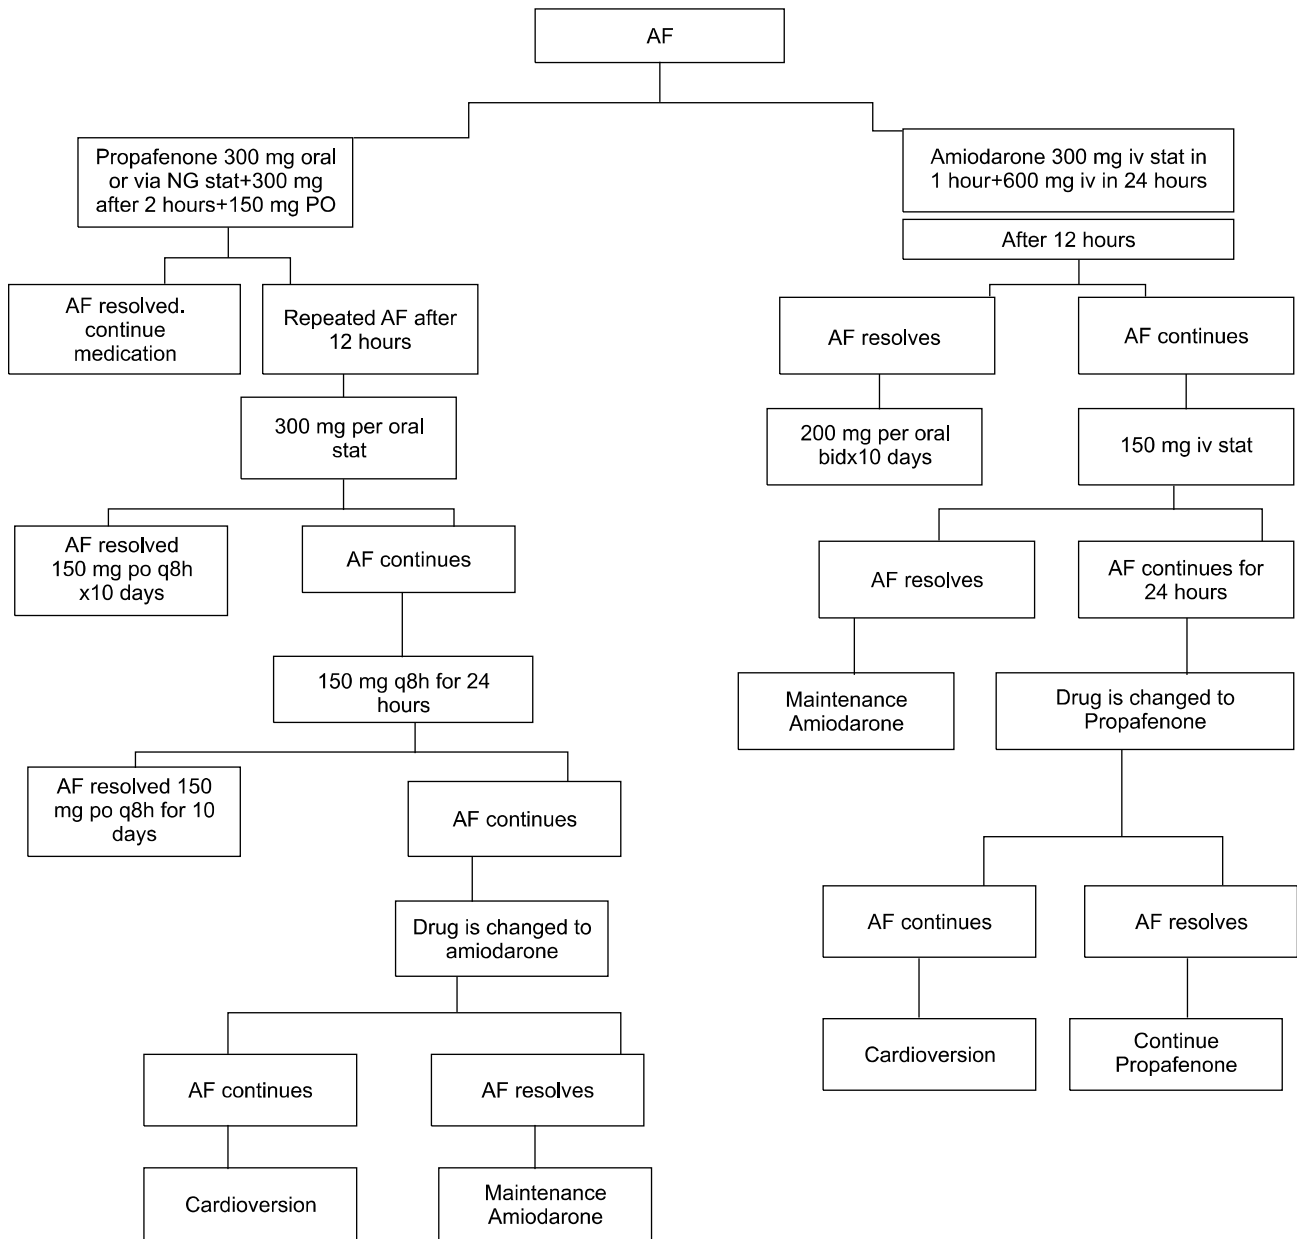 AF
Propafenone 300 mg oral
or via NG stat+300 mg
after 2 hours+150 mg PO
Amiodarone 300 mg iv stat in
1 hour+600 mg iv in 24 hours
After 12 hours
AF resolved.
continue
medication
Repeated AF after
12 hours
AF resolves
AF continues
300 mg per oral
stat
200 mg per oral
bidx10 days
150 mg iv stat
AF resolved
150 mg po q8h
x10 days
AF continues
AF resolves
AF continues for
24 hours
150 mg q8h for 24
hours
Maintenance
Amiodarone
Drug is changed to
Propafenone
AF resolved 150
mg po q8h for 10
days
AF continues
Drug is changed to
amiodarone
AF continues
AF resolves
AF continues
AF resolves
Cardioversion
Continue
Propafenone
Cardioversion
Maintenance
Amiodarone